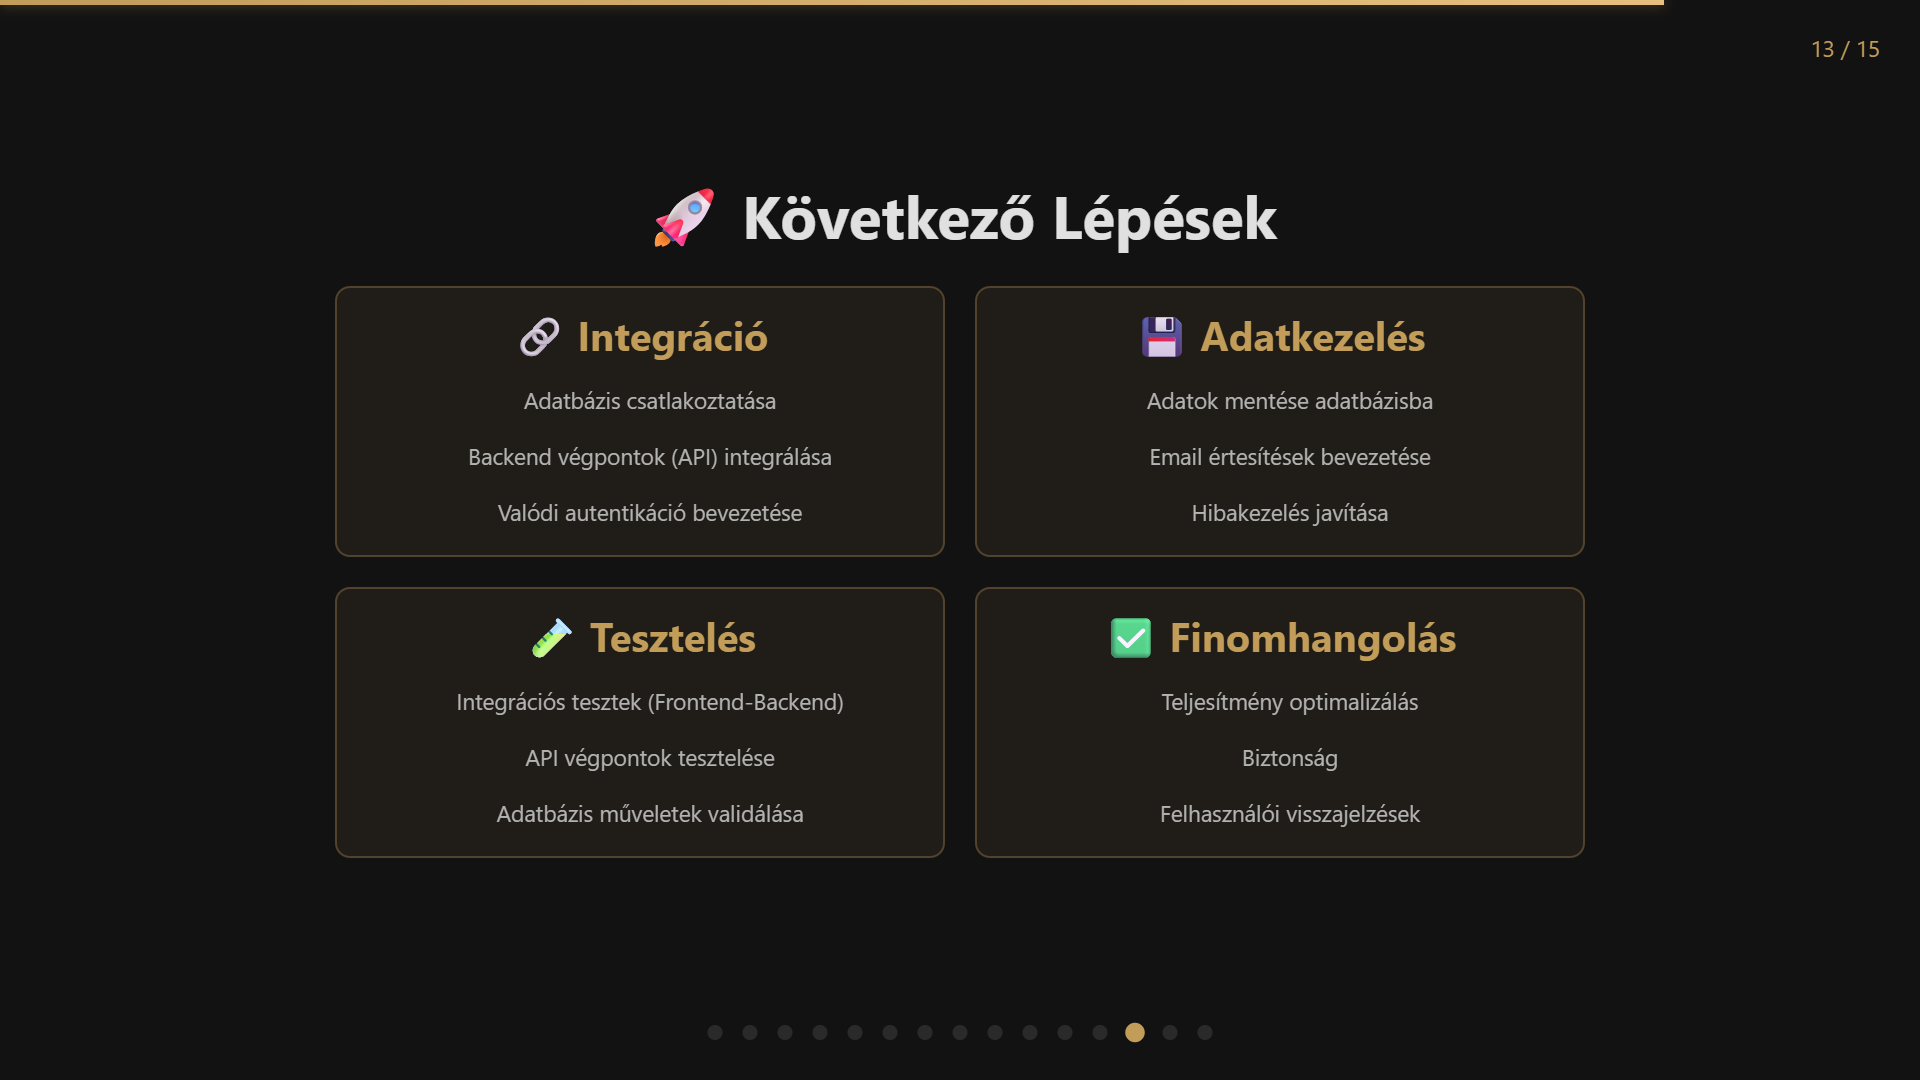 13 / 15
🚀 Következő Lépések
🔗 Integráció
Adatbázis csatlakoztatása
Backend végpontok (API) integrálása
Valódi autentikáció bevezetése
💾 Adatkezelés
Adatok mentése adatbázisba
Email értesítések bevezetése
Hibakezelés javítása
🧪 Tesztelés
Integrációs tesztek (Frontend-Backend)
API végpontok tesztelése
Adatbázis műveletek validálása
✅ Finomhangolás
Teljesítmény optimalizálás
Biztonság
Felhasználói visszajelzések